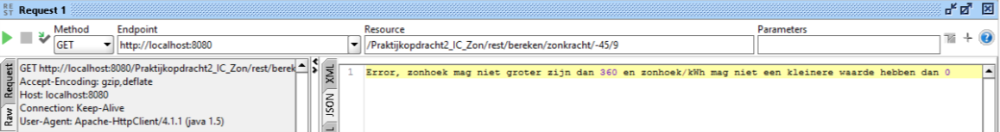 RE ST Request 1
Method Endpoint Resource Parameters
GET http://localhost:8080 /Praktijkopdracht2_IC_Zon/rest/bereken/zonkracht/-45/9
Request
Raw
GET http://localhost:8080/Praktijkopdracht2_IC_Zon/rest/berek
Accept-Encoding: gzip,deflate
Host: localhost:8080
Connection: Keep-Alive
User-Agent: Apache-HttpClient/4.1.1 (java 1.5)
XML
JSON
1 Error, zonhoek mag niet groter zijn dan 360 en zonhoek/kWh mag niet een kleinere waarde hebben dan 0